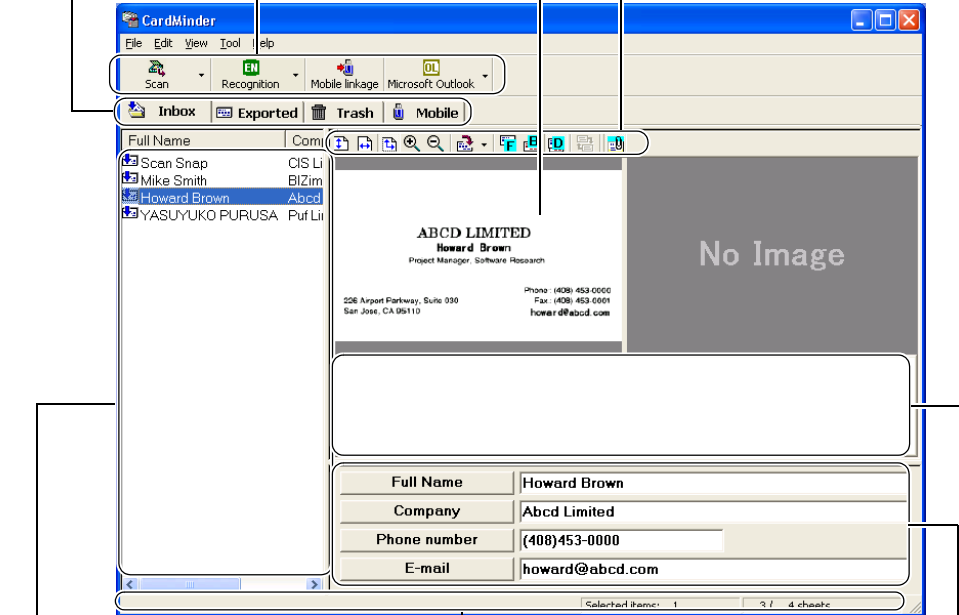 CardMinder
File Edit View Tool Help
EN OL
Scan Recognition Mobile linkage Microsoft Outlook
Inbox Exported Trash Mobile
Full Name Com
F B D
Scan Snap CIS Li
Mike Smith BIZim
Howard Brown Abcd
YASUYUKO PURUSA Puf Li
ABCD LIMITED
Howard Brown
Project Manager, Software Research
Phone : (408) 453-0000
226 Airport Parkway, Suite 030 Fax : (408) 453-0001
San Jose, CA 95110 howard@abcd.com
No Image
Full Name Howard Brown
Company Abcd Limited
Phone number (408)453-0000
E-mail howard@abcd.com
Selected items: 1 3 / 4 sheets